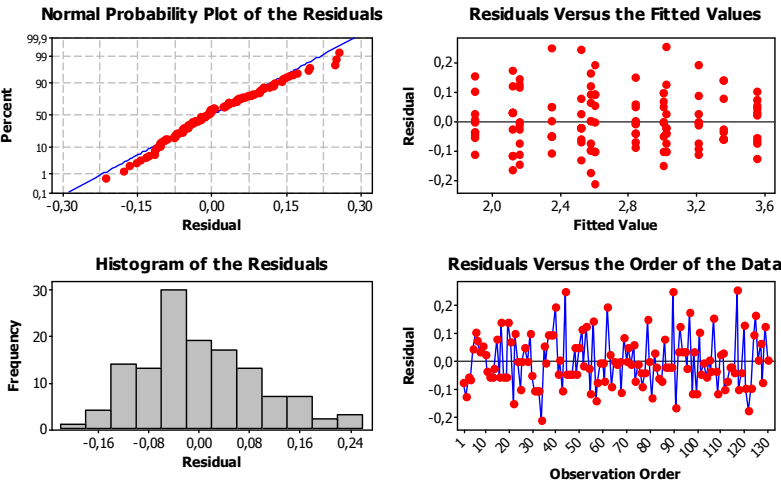 Normal Probability Plot of the Residuals
99,9
99
90
50
10
1
0,1
Percent
-0,30 -0,15 0,00 0,15 0,30
Residual
Residuals Versus the Fitted Values
0,2
0,1
0,0
-0,1
-0,2
Residual
2,0 2,4 2,8 3,2 3,6
Fitted Value
Histogram of the Residuals
30
20
10
0
Frequency
-0,16 -0,08 0,00 0,08 0,16 0,24
Residual
Residuals Versus the Order of the Data
0,2
0,1
0,0
-0,1
-0,2
Residual
1 10 20 30 40 50 60 70 80 90 100 110 120 130
Observation Order